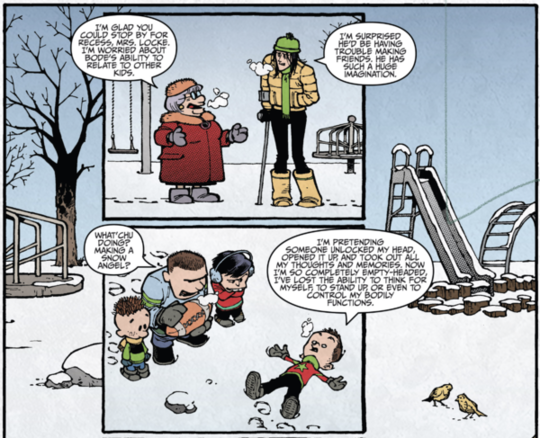 I'M GLAD YOU
COULD STOP BY FOR
RECESS, MRS. LOCKE.
I'M WORRIED ABOUT
BODE'S ABILITY TO
RELATE TO OTHER
KIDS.
I'M SURPRISED
HE'D BE HAVING
TROUBLE MAKING
FRIENDS. HE HAS
SUCH A HUGE
IMAGINATION.
WHAT'CHU
DOING?
MAKING A
SNOW
ANGEL?
I'M PRETENDING
SOMEONE UNLOCKED MY HEAD,
OPENED IT UP, AND TOOK OUT ALL
MY THOUGHTS AND MEMORIES. NOW
I'M SO COMPLETELY EMPTY-HEADED,
I'VE LOST THE ABILITY TO THINK FOR
MYSELF, TO STAND UP, OR EVEN TO
CONTROL MY BODILY
FUNCTIONS.